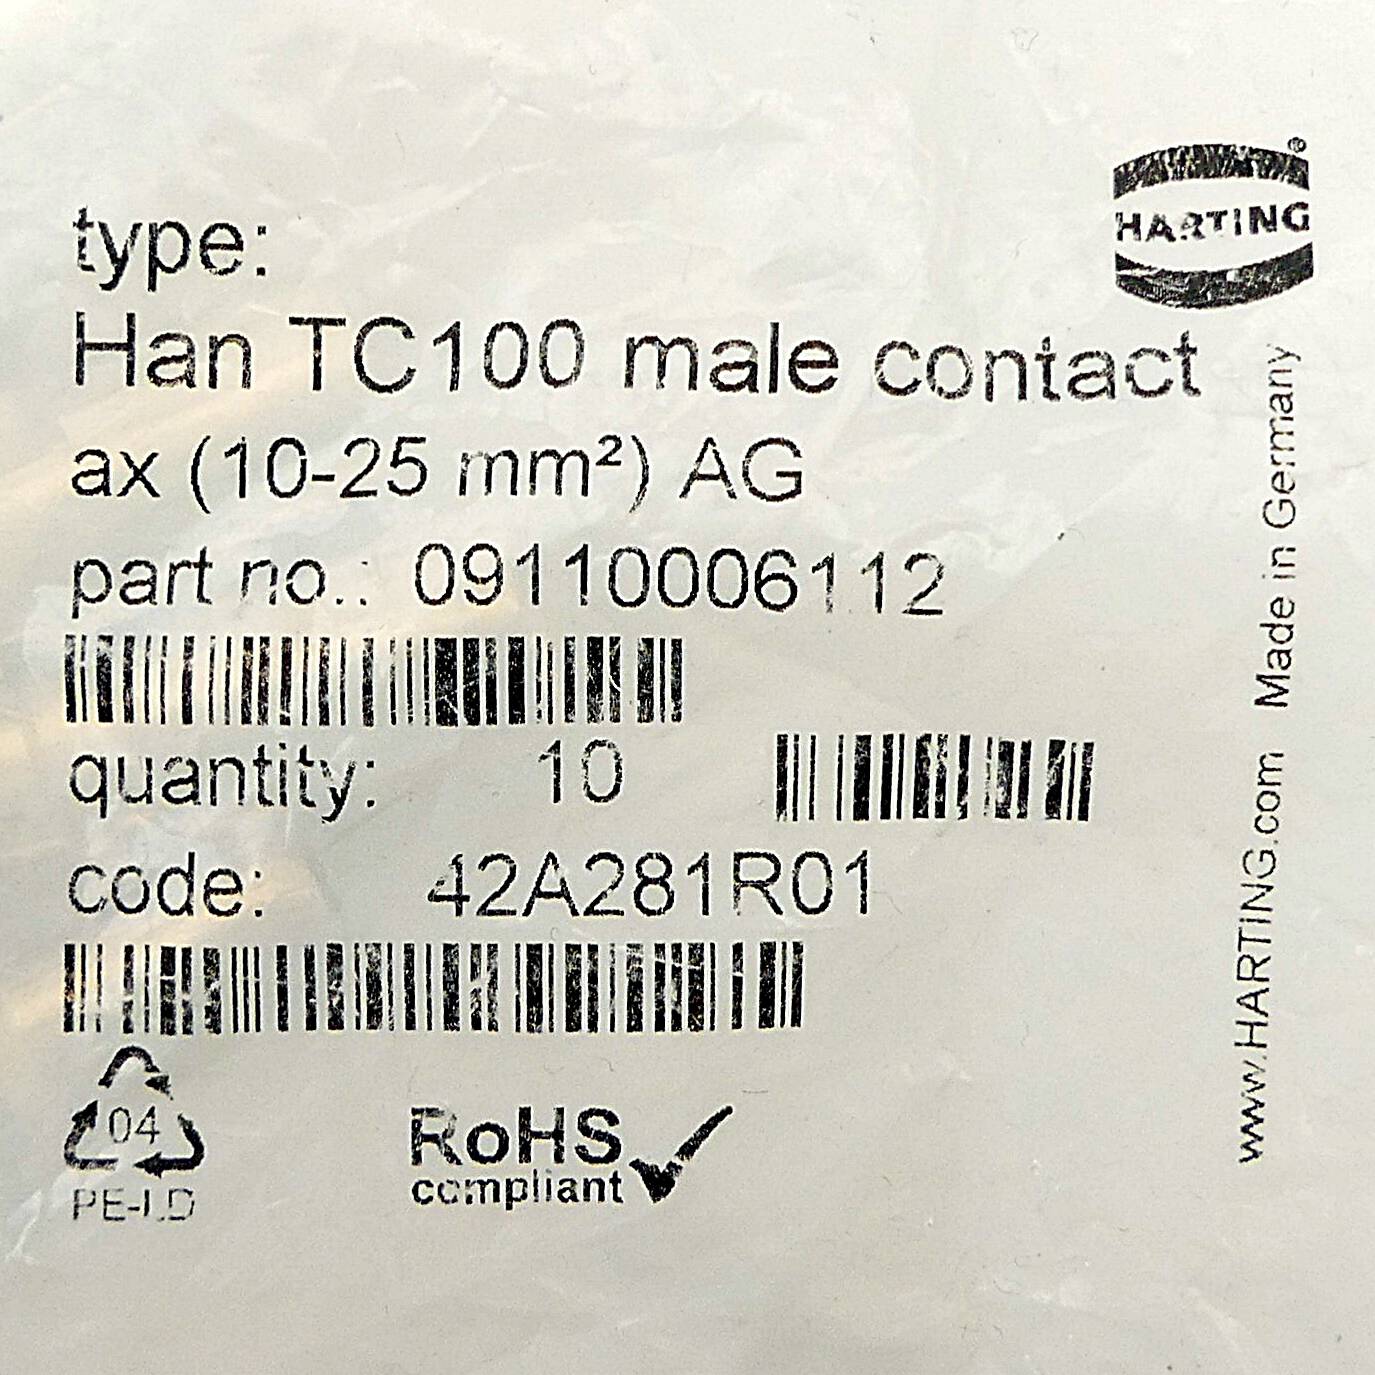 HARTING®
type:
Han TC100 male contact
ax (10-25 mm²) AG
part no.: 09110006112
quantity: 10
code: 42A281R01
04
PE-LD
RoHS
compliant
www.HARTING.com Made in Germany